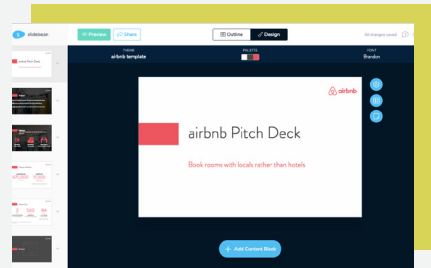 slidebean
Preview
Share
Outline
Design
All changes saved
THEME
airbnb template
PALETTE
FONT
Brandon
airbnb
airbnb Pitch Deck
Book rooms with locals rather than hotels
+ Add Content Block